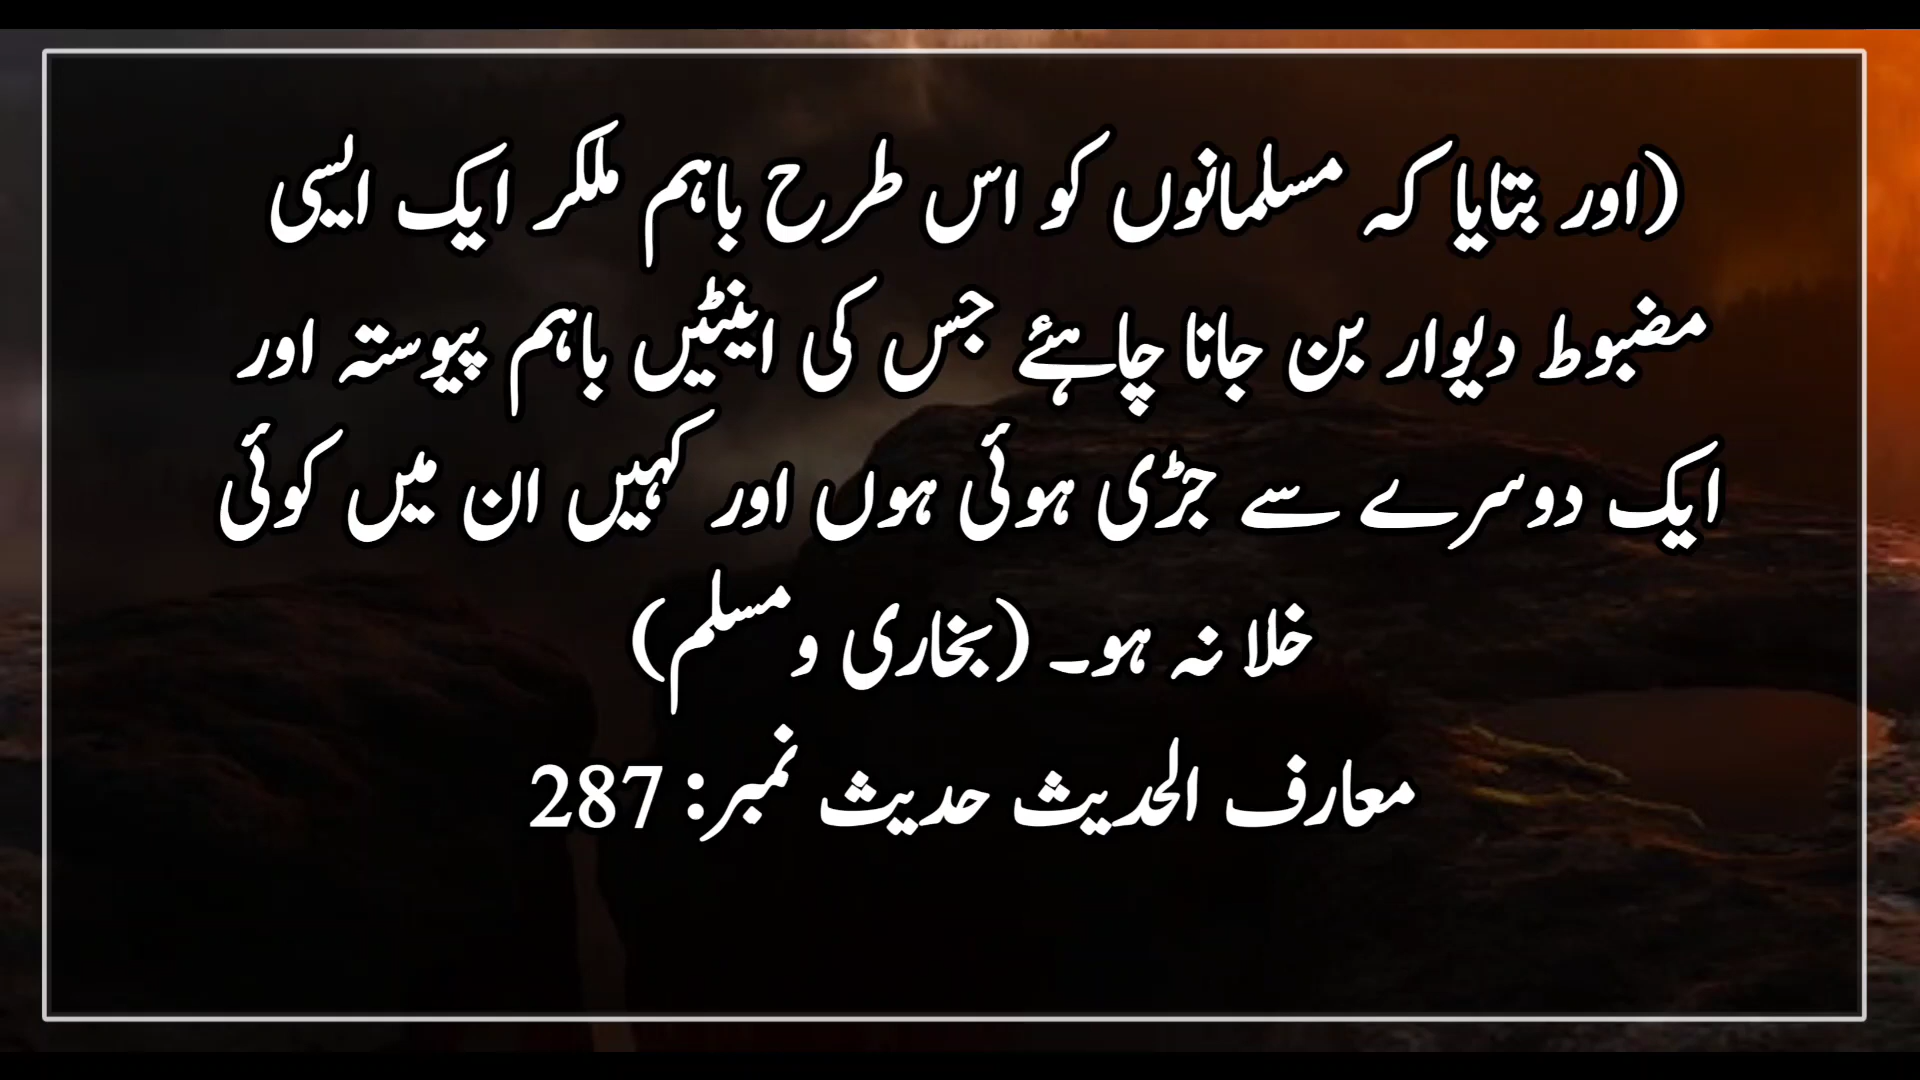 (اور بتایا کہ مسلمانوں کو اس طرح باہم ملکر ایک ایسی
مضبوط دیوار بن جانا چاہئے جس کی اینٹیں باہم پیوستہ اور
ایک دوسرے سے جڑی ہوئی ہوں اور کہیں ان میں کوئی
خلا نہ ہو۔ (بخاری و مسلم)
معارف الحدیث حدیث نمبر: 287